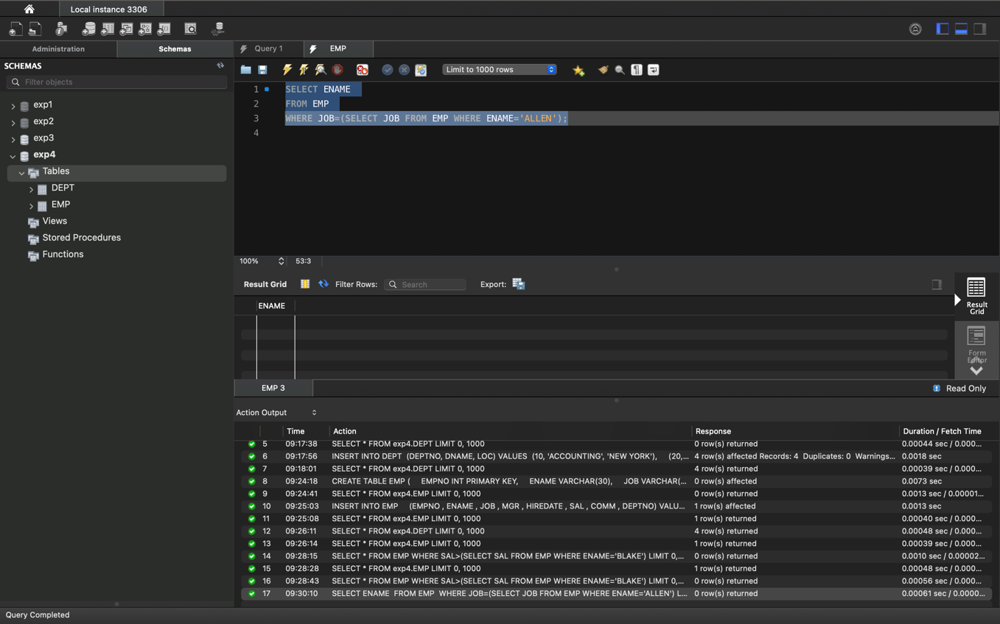 Local instance 3306
Administration
Schemas
SCHEMAS
Filter objects
exp1
exp2
exp3
exp4
Tables
DEPT
EMP
Views
Stored Procedures
Functions
Query 1
EMP
Limit to 1000 rows
1 SELECT ENAME
2 FROM EMP
3 WHERE JOB=(SELECT JOB FROM EMP WHERE ENAME='ALLEN');
4
100% 53:3
Result Grid Filter Rows: Search Export:
ENAME
Result
Grid
Form
Editor
EMP 3
Read Only
Action Output
Time Action Response Duration / Fetch Time
5 09:17:38 SELECT * FROM exp4.DEPT LIMIT 0, 1000 0 row(s) returned 0.00044 sec / 0.000...
6 09:17:56 INSERT INTO DEPT (DEPTNO, DNAME, LOC) VALUES (10, 'ACCOUNTING', 'NEW YORK'), (20,... 4 row(s) affected Records: 4 Duplicates: 0 Warnings... 0.0018 sec
7 09:18:01 SELECT * FROM exp4.DEPT LIMIT 0, 1000 4 row(s) returned 0.00039 sec / 0.000...
8 09:24:18 CREATE TABLE EMP ( EMPNO INT PRIMARY KEY, ENAME VARCHAR(30), JOB VARCHAR(... 0 row(s) affected 0.0073 sec
9 09:24:41 SELECT * FROM exp4.EMP LIMIT 0, 1000 0 row(s) returned 0.0013 sec / 0.00001...
10 09:25:03 INSERT INTO EMP (EMPNO , ENAME , JOB , MGR , HIREDATE , SAL , COMM , DEPTNO) VALU... 1 row(s) affected 0.0013 sec
11 09:25:08 SELECT * FROM exp4.EMP LIMIT 0, 1000 1 row(s) returned 0.00040 sec / 0.000...
12 09:26:11 SELECT * FROM exp4.DEPT LIMIT 0, 1000 4 row(s) returned 0.00048 sec / 0.000...
13 09:26:14 SELECT * FROM exp4.EMP LIMIT 0, 1000 1 row(s) returned 0.00039 sec / 0.000...
14 09:28:15 SELECT * FROM EMP WHERE SAL>(SELECT SAL FROM EMP WHERE ENAME='BLAKE') LIMIT 0,... 0 row(s) returned 0.0010 sec / 0.00002...
15 09:28:28 SELECT * FROM exp4.EMP LIMIT 0, 1000 1 row(s) returned 0.00048 sec / 0.000...
16 09:28:43 SELECT * FROM EMP WHERE SAL>(SELECT SAL FROM EMP WHERE ENAME='BLAKE') LIMIT 0,... 0 row(s) returned 0.00056 sec / 0.000...
17 09:30:10 SELECT ENAME FROM EMP WHERE JOB=(SELECT JOB FROM EMP WHERE ENAME='ALLEN') L... 0 row(s) returned 0.00061 sec / 0.0000...
Query Completed